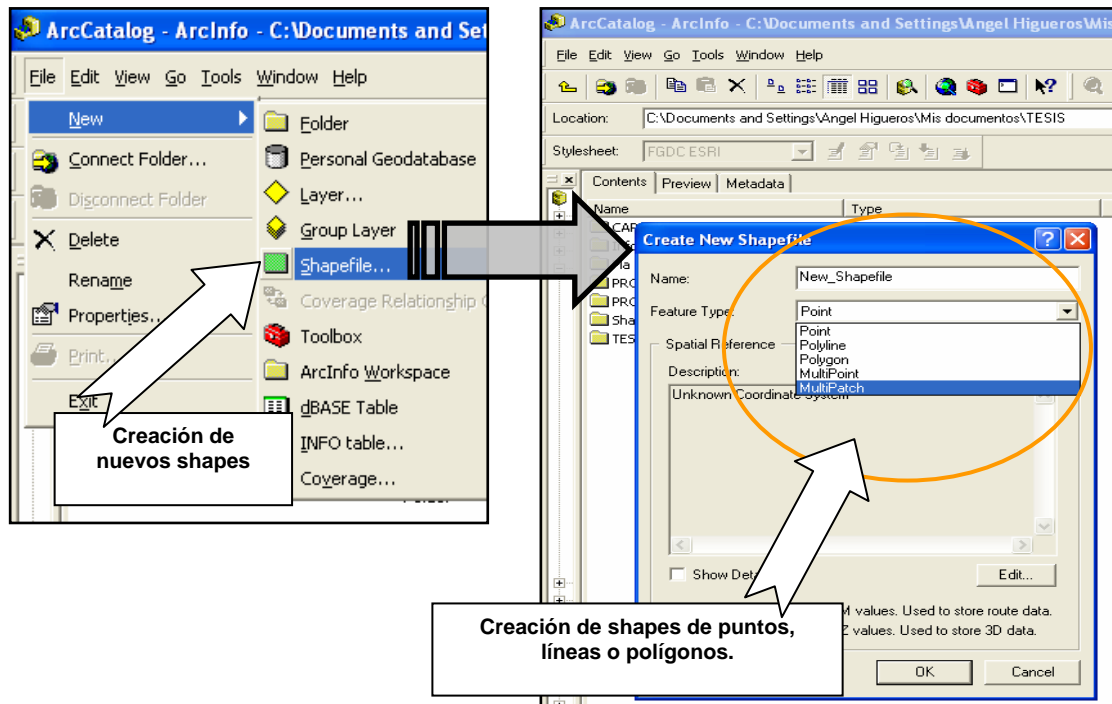 ArcCatalog - ArcInfo - C:\Documents and Set
File Edit View Go Tools Window Help
New
Connect Folder...
Disconnect Folder
Delete
Rename
Properties...
Print...
Exit
Folder
Personal Geodatabase
Layer...
Group Layer
Shapefile...
Coverage Relationship
Toolbox
ArcInfo Workspace
dBASE Table
INFO table...
Coverage...
Creación de
nuevos shapes
ArcCatalog - ArcInfo - C:\Documents and Settings\Angel Higueros\Mis
File Edit View Go Tools Window Help
Location: C:\Documents and Settings\Angel Higueros\Mis documentos\TESIS
Stylesheet: FGDC ESRI
Contents Preview Metadata
Name Type
CAR
PRO
PRO
Sha
TES
Create New Shapefile
Name: New_Shapefile
Feature Type: Point
Point
Polyline
Polygon
MultiPoint
MultiPatch
Spatial Reference
Description:
Unknown Coordinate System
Show Det
Edit...
M values. Used to store route data.
Z values. Used to store 3D data.
OK Cancel
Creación de shapes de puntos,
líneas o polígonos.